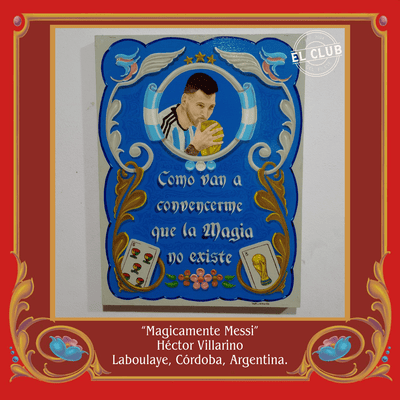 EL CLUB
Como van a
convencerme
que la Magia
no existe
"Magicamente Messi"
Héctor Villarino
Laboulaye, Córdoba, Argentina.